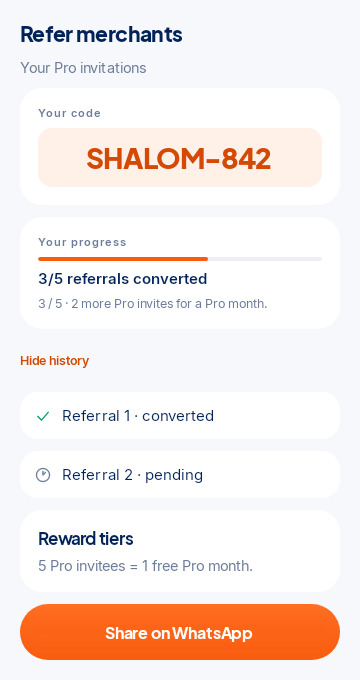 Refer merchants
Your Pro invitations
Your code
SHALOM-842
Your progress
3/5 referrals converted
3 / 5 · 2 more Pro invites for a Pro month.
Hide history
Referral 1 · converted
Referral 2 · pending
Reward tiers
5 Pro invitees = 1 free Pro month.
Share on WhatsApp